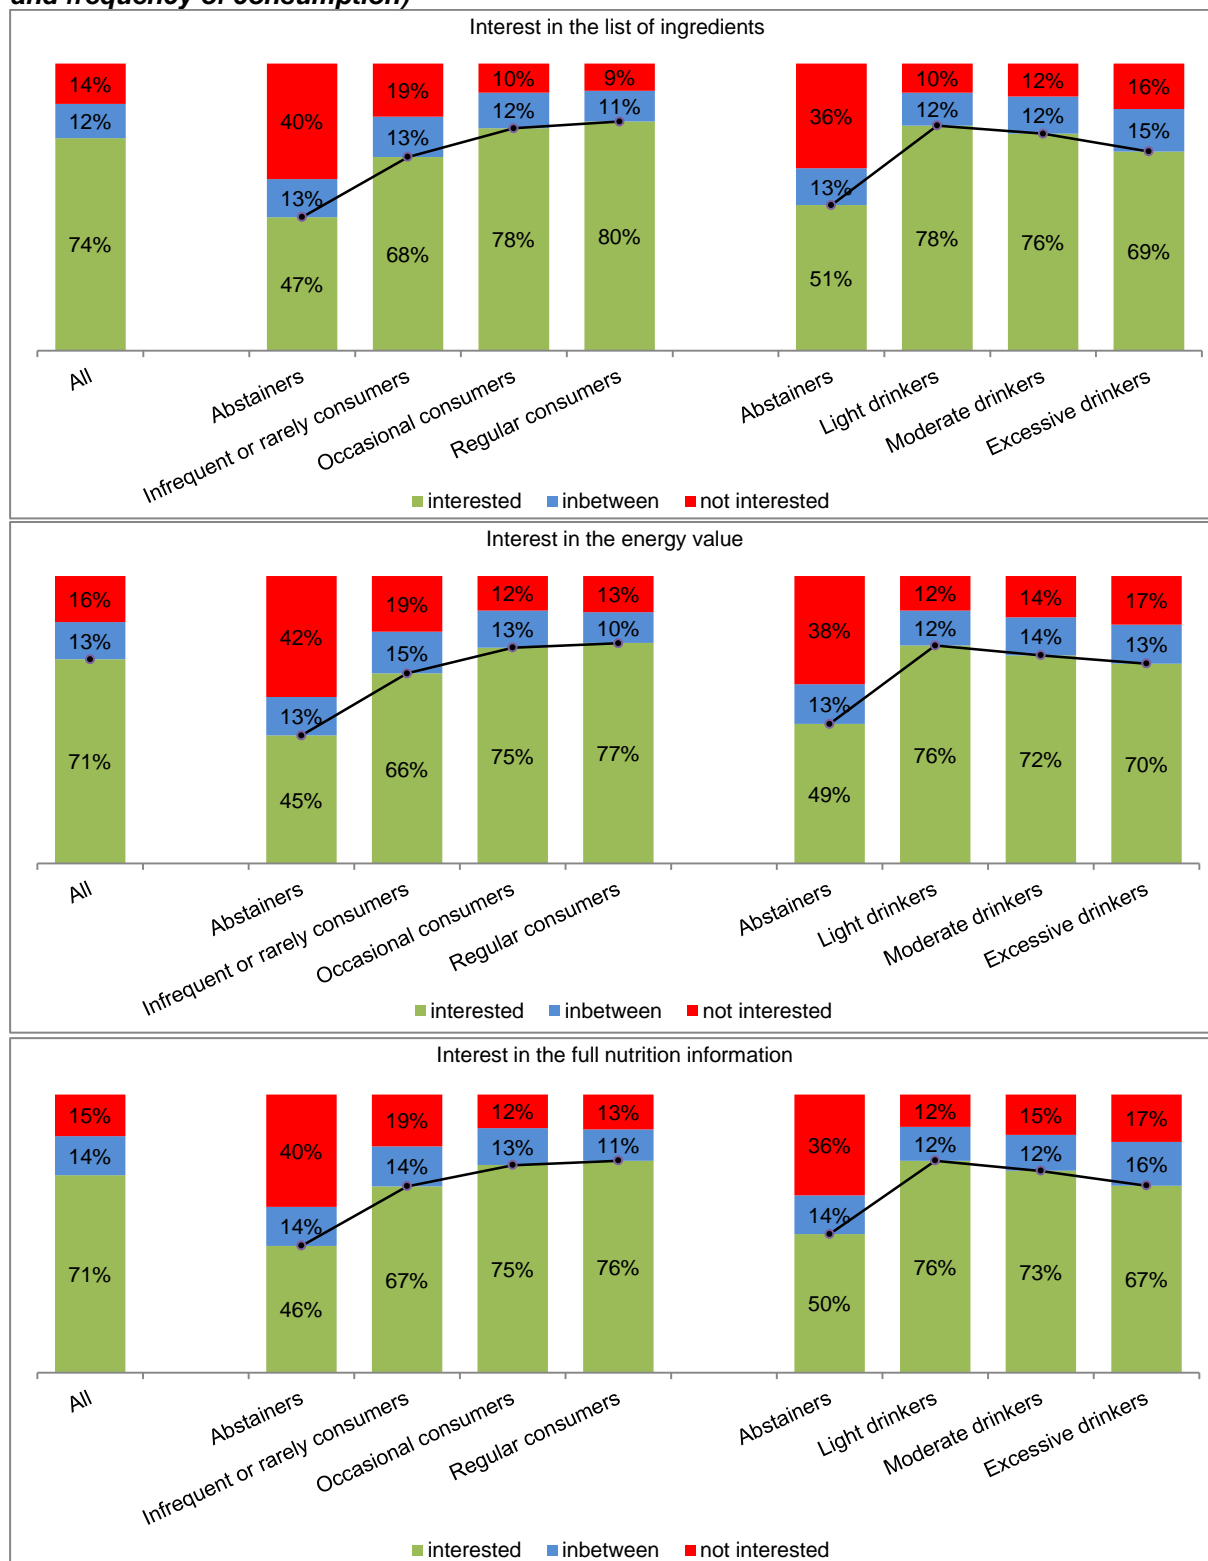 and frequency of consumption)
Interest in the list of ingredients
14% 40% 19% 10% 9% 36% 10% 12% 16%
12% 13% 13% 12% 11% 13% 12% 12% 15%
74% 47% 68% 78% 80% 51% 78% 76% 69%
All
Abstainers
Infrequent or rarely consumers
Occasional consumers
Regular consumers
Abstainers
Light drinkers
Moderate drinkers
Excessive drinkers
interested inbetween not interested
Interest in the energy value
16% 42% 19% 12% 13% 38% 12% 14% 17%
13% 13% 15% 13% 10% 13% 12% 14% 13%
71% 45% 66% 75% 77% 49% 76% 72% 70%
All
Abstainers
Infrequent or rarely consumers
Occasional consumers
Regular consumers
Abstainers
Light drinkers
Moderate drinkers
Excessive drinkers
interested inbetween not interested
Interest in the full nutrition information
15% 40% 19% 12% 13% 36% 12% 15% 17%
14% 14% 14% 13% 11% 14% 12% 12% 16%
71% 46% 67% 75% 76% 50% 76% 73% 67%
All
Abstainers
Infrequent or rarely consumers
Occasional consumers
Regular consumers
Abstainers
Light drinkers
Moderate drinkers
Excessive drinkers
interested inbetween not interested